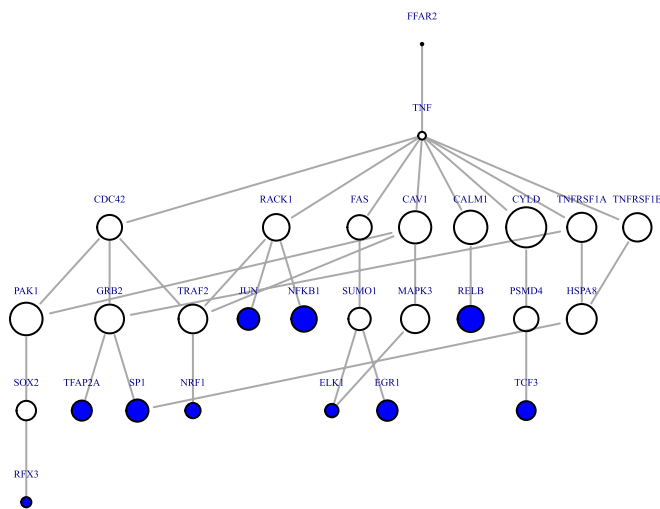 FFAR2
TNF
CDC42 RACK1 FAS CAV1 CALM1 CYLD TNFRSF1A TNFRSF1B
PAK1 GRB2 TRAF2 JUN NFKB1 SUMO1 MAPK3 RELB PSMD4 HSPA8
SOX2 TFAP2A SP1 NRF1 ELK1 EGR1 TCF3
RFX3